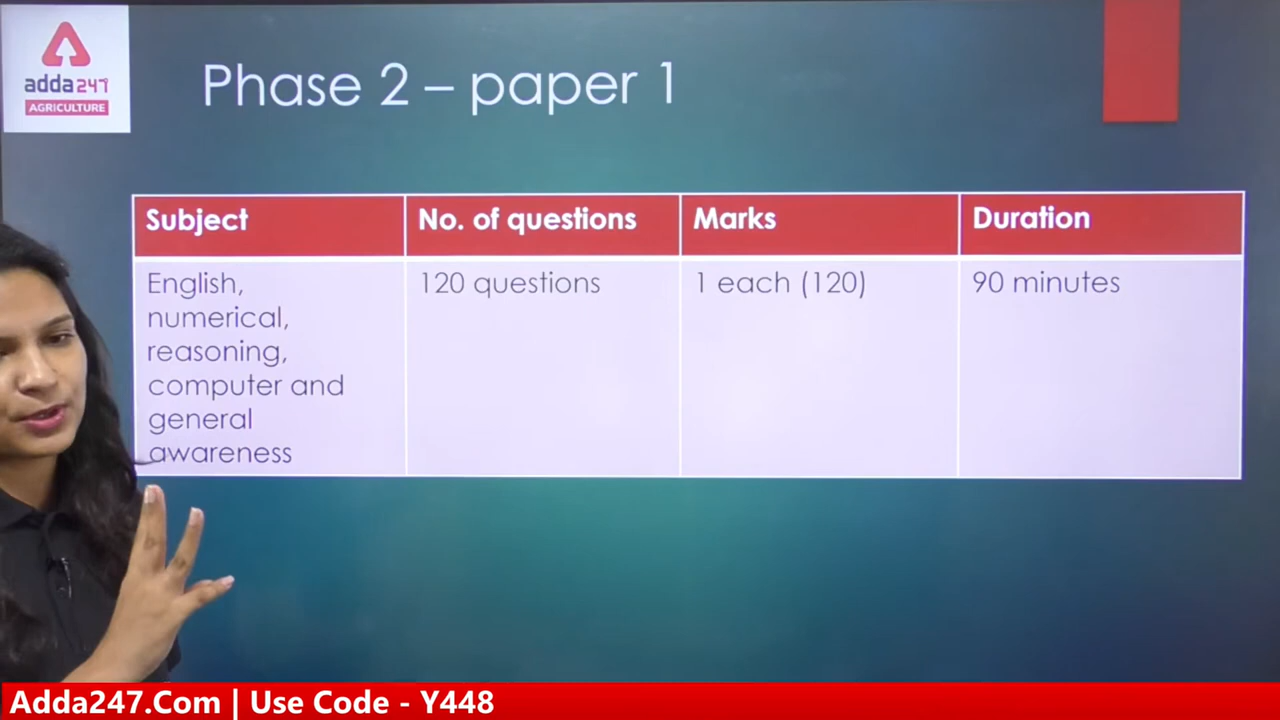 adda247
AGRICULTURE
Phase 2 – paper 1
Subject
No. of questions
Marks
Duration
English,
numerical,
reasoning,
computer and
general
awareness
120 questions
1 each (120)
90 minutes
Adda247.Com | Use Code - Y448